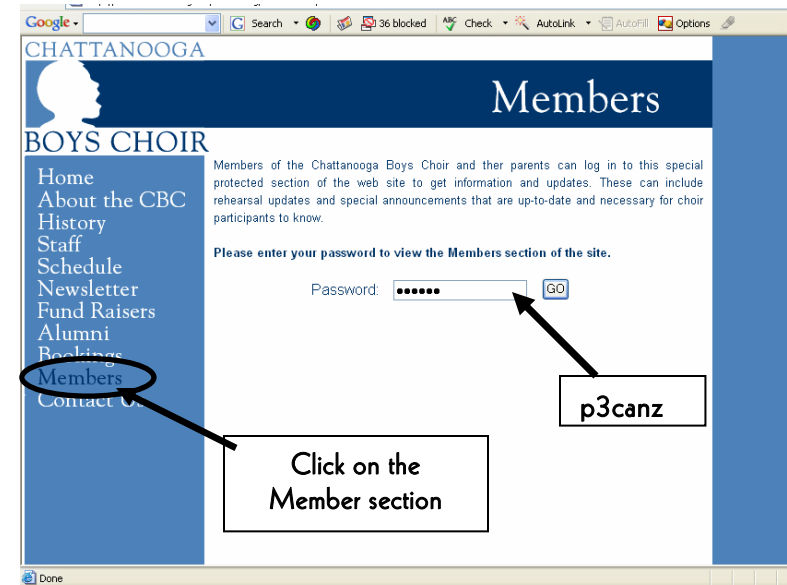 Google
Search
36 blocked
ABC
Check
AutoLink
AutoFill
Options
CHATTANOOGA
Members
BOYS CHOIR
Home
About the CBC
History
Staff
Schedule
Newsletter
Fund Raisers
Alumni
Bookings
Members
Contact Us
Members of the Chattanooga Boys Choir and ther parents can log in to this special
protected section of the web site to get information and updates. These can include
rehearsal updates and special announcements that are up-to-date and necessary for choir
participants to know.
Please enter your password to view the Members section of the site.
Password: ●●●●●● GO
p3canz
Click on the
Member section
Done